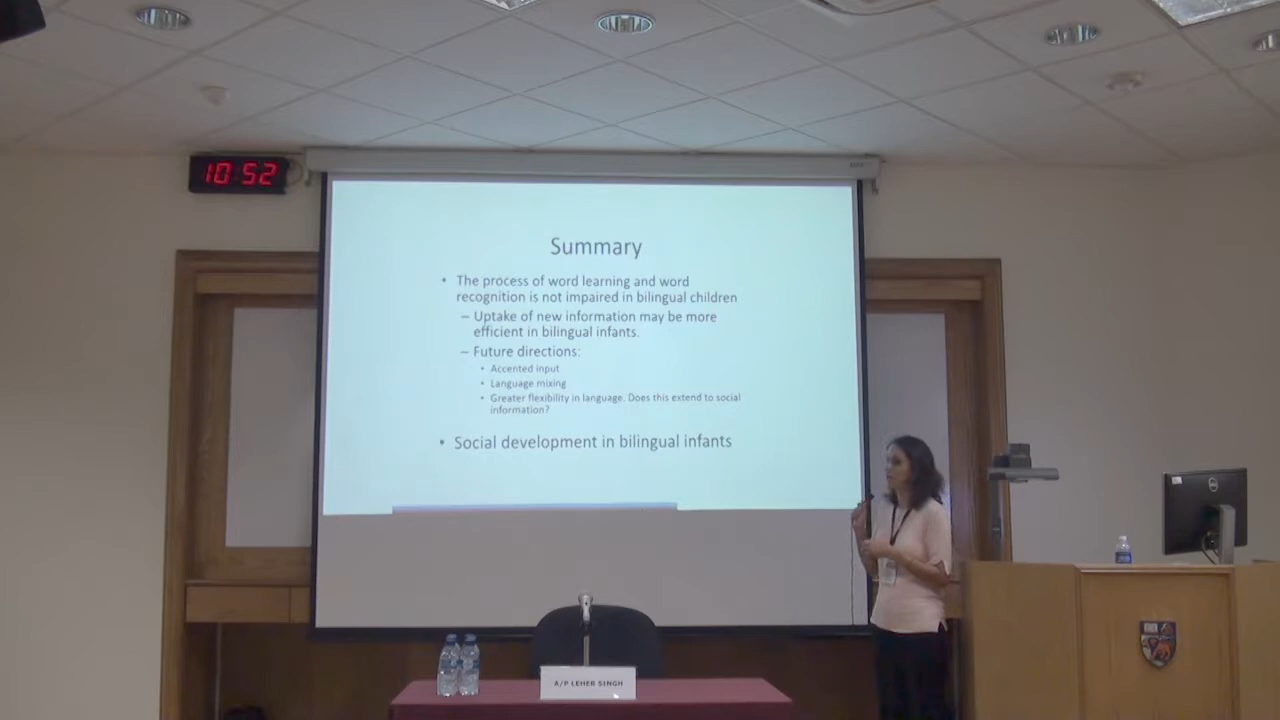 10 52
Summary
• The process of word learning and word
recognition is not impaired in bilingual children
– Uptake of new information may be more
efficient in bilingual infants.
– Future directions:
• Accented input
• Language mixing
• Greater flexibility in language. Does this extend to social
information?
• Social development in bilingual infants
DELL
A/P LEHER SINGH